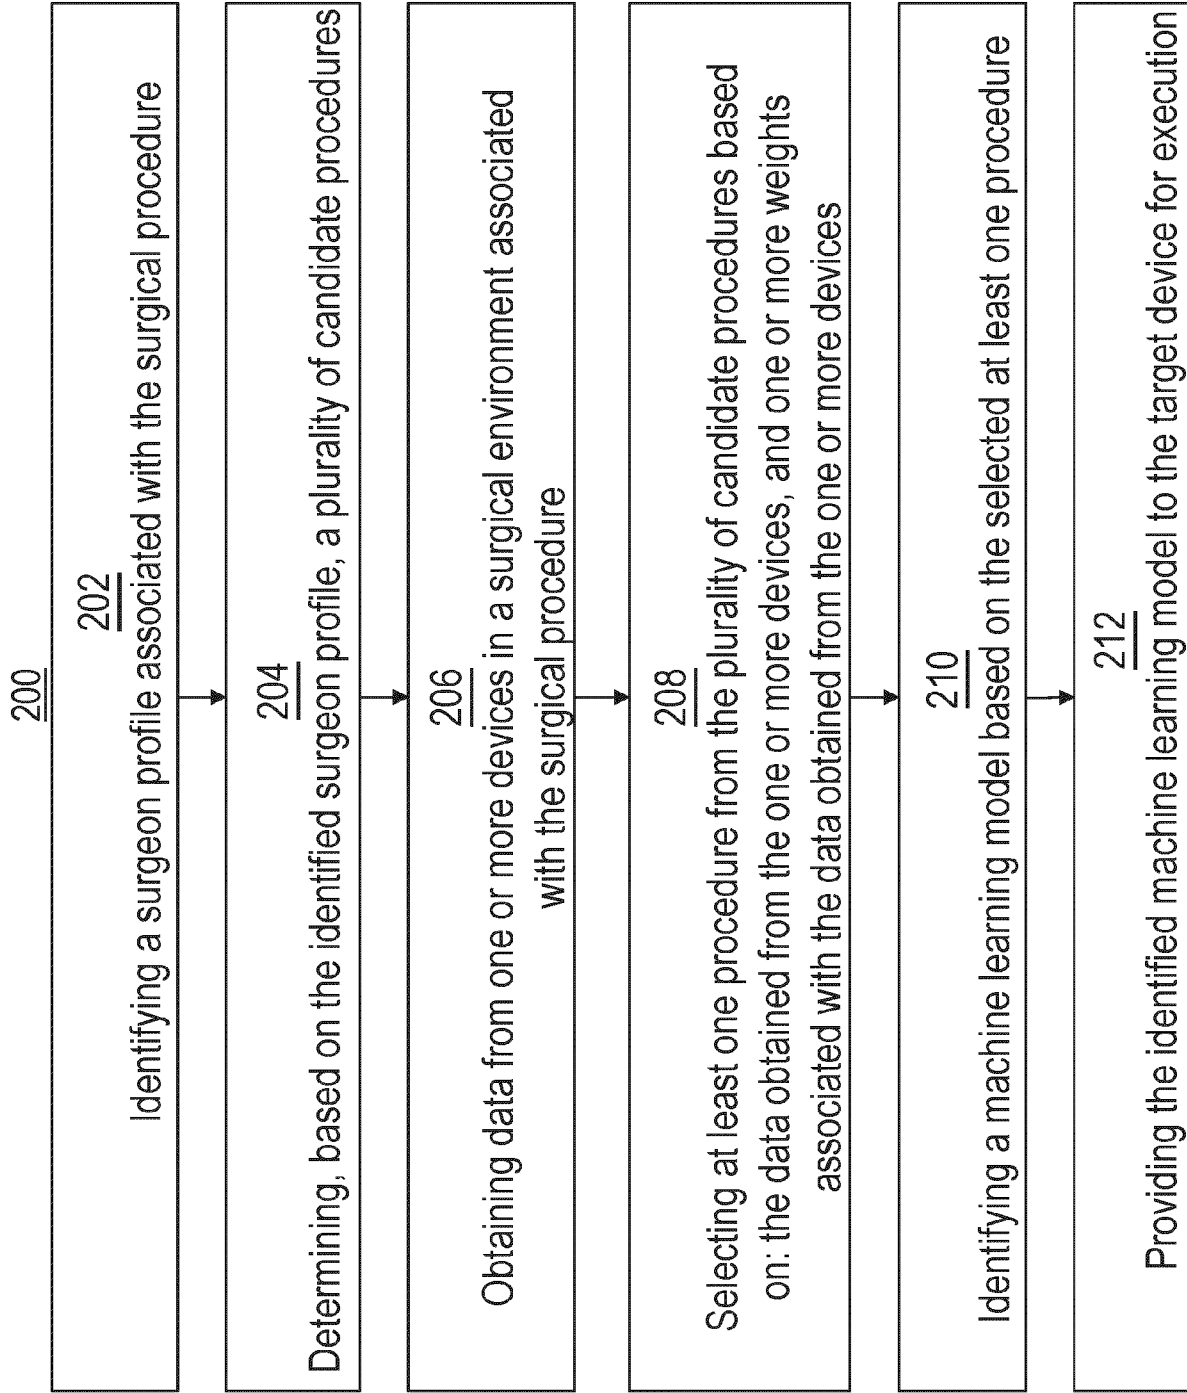 200
202
Identifying a surgeon profile associated with the surgical procedure
204
Determining, based on the identified surgeon profile, a plurality of candidate procedures
206
Obtaining data from one or more devices in a surgical environment associated
with the surgical procedure
208
Selecting at least one procedure from the plurality of candidate procedures based
on: the data obtained from the one or more devices, and one or more weights
associated with the data obtained from the one or more devices
210
Identifying a machine learning model based on the selected at least one procedure
212
Providing the identified machine learning model to the target device for execution